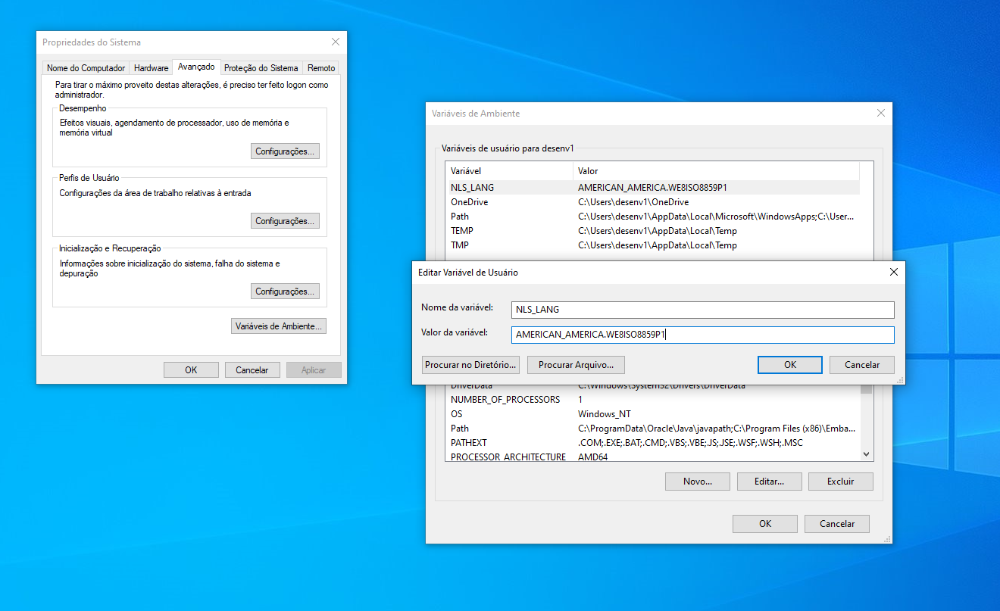 Propriedades do Sistema
Nome do Computador Hardware Avançado Proteção do Sistema Remoto
Para tirar o máximo proveito destas alterações, é preciso ter feito logon como
administrador.
Desempenho
Efeitos visuais, agendamento de processador, uso de memória e
memória virtual
Configurações...
Perfis de Usuário
Configurações da área de trabalho relativas à entrada
Configurações...
Inicialização e Recuperação
Informações sobre inicialização do sistema, falha do sistema e
depuração
Configurações...
Variáveis de Ambiente...
OK Cancelar Aplicar
Variáveis de Ambiente
Variáveis de usuário para desenv1
Variável Valor
NLS_LANG AMERICAN_AMERICA.WE8ISO8859P1
OneDrive C:\Users\desenv1\OneDrive
Path C:\Users\desenv1\AppData\Local\Microsoft\WindowsApps;C:\User...
TEMP C:\Users\desenv1\AppData\Local\Temp
TMP C:\Users\desenv1\AppData\Local\Temp
Editar Variável de Usuário
Nome da variável: NLS_LANG
Valor da variável: AMERICAN_AMERICA.WE8ISO8859P1
Procurar no Diretório... Procurar Arquivo... OK Cancelar
DriverData C:\Windows\System32\Drivers\DriverData
NUMBER_OF_PROCESSORS 1
OS Windows_NT
Path C:\ProgramData\Oracle\Java\javapath;C:\Program Files (x86)\Emba...
PATHEXT .COM;.EXE;.BAT;.CMD;.VBS;.VBE;.JS;.JSE;.WSF;.WSH;.MSC
PROCESSOR_ARCHITECTURE AMD64
Novo... Editar... Excluir
OK Cancelar